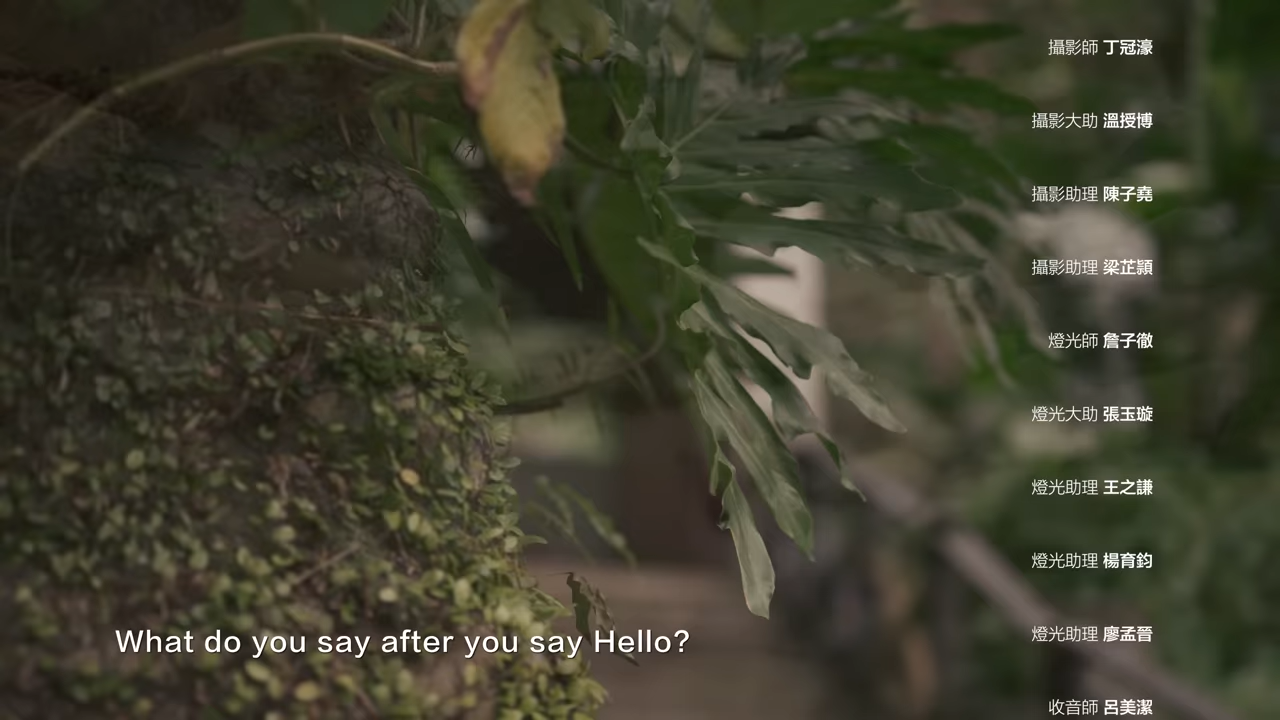 攝影師 丁冠濠
攝影大助 溫授博
攝影助理 陳子堯
攝影助理 梁芷穎
燈光師 詹子徹
燈光大助 張玉璇
燈光助理 王之謙
燈光助理 楊育鈞
燈光助理 廖孟晉
What do you say after you say Hello?
收音師 呂美潔